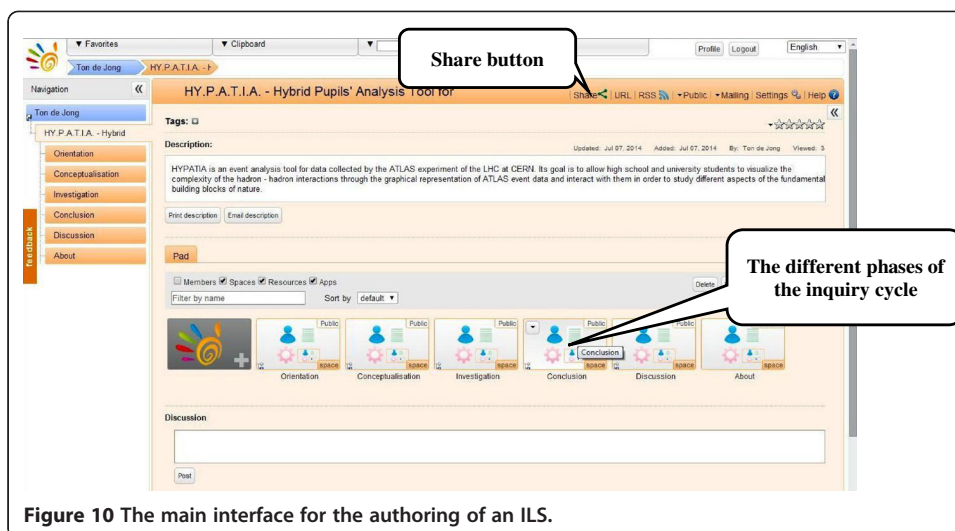 ▼ Favorites ▼ Clipboard ▼ Profile Logout English ▼
Share button
Ton de Jong HY.P.A.T.I.A. - H
Navigation «
HY.P.A.T.I.A. - Hybrid Pupils' Analysis Tool for
Share | URL | RSS | ▾Public | ▾Mailing | Settings | Help
Ton de Jong
HY.P.A.T.I.A. - Hybrid
Orientation
Conceptualisation
Investigation
Conclusion
Discussion
About
feedback
Tags:
«
Description:
Updated: Jul 07, 2014 Added: Jul 07, 2014 By: Ton de Jong Viewed: 3
HYPATIA is an event analysis tool for data collected by the ATLAS experiment of the LHC at CERN. Its goal is to allow high school and university students to visualize the
complexity of the hadron - hadron interactions through the graphical representation of ATLAS event data and interact with them in order to study different aspects of the fundamental
building blocks of nature.
Print description Email description
Pad
Members Spaces Resources Apps
Delete
Filter by name Sort by default ▼
The different phases of
the inquiry cycle
Public Public Public Public Public Public
Conclusion
space space space space space space
Orientation Conceptualisation Investigation Conclusion Discussion About
Discussion
Post
Figure 10 The main interface for the authoring of an ILS.